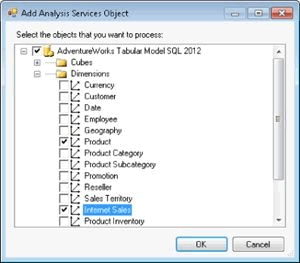 Add Analysis Services Object
Select the objects that you want to process:
AdventureWorks Tabular Model SQL 2012
Cubes
Dimensions
Currency
Customer
Date
Employee
Geography
Product
Product Category
Product Subcategory
Promotion
Reseller
Sales Territory
Internet Sales
Product Inventory
OK
Cancel